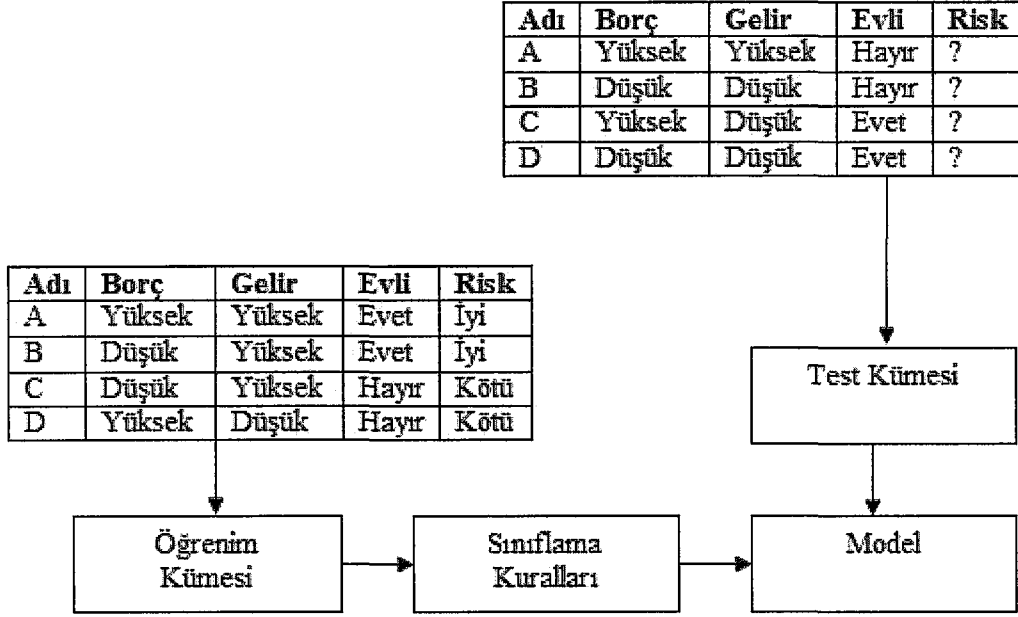 Adı Borç Gelir Evli Risk
A Yüksek Yüksek Hayır ?
B Düşük Düşük Hayır ?
C Yüksek Düşük Evet ?
D Düşük Düşük Evet ?
Adı Borç Gelir Evli Risk
A Yüksek Yüksek Evet İyi
B Düşük Yüksek Evet İyi
C Düşük Yüksek Hayır Kötü
D Yüksek Düşük Hayır Kötü
Test Kümesi
Öğrenim
Kümesi
Sınıflama
Kuralları
Model